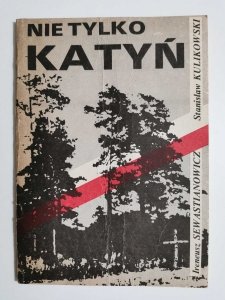 NIE TYLKO
KATYŃ
Ireneusz SEWASTIANOWICZ
Stanisław KULIKOWSKI